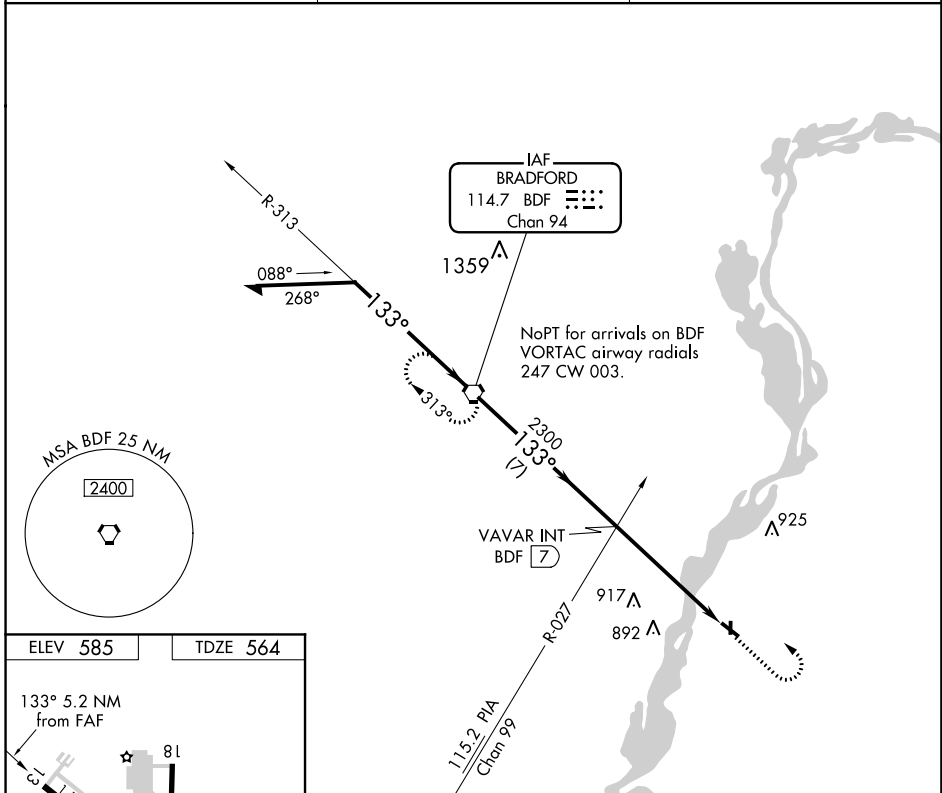 IAF
BRADFORD
114.7 BDF
Chan 94
R-313
1359
088°
268°
133°
NoPT for arrivals on BDF
VORTAC airway radials
247 CW 003.
313°
2300
133°
(7)
MSA BDF 25 NM
2400
VAVAR INT
BDF 7
925
917
892
R-027
115.2 PIA
Chan 99
ELEV 585
TDZE 564
133° 5.2 NM
from FAF
18
13